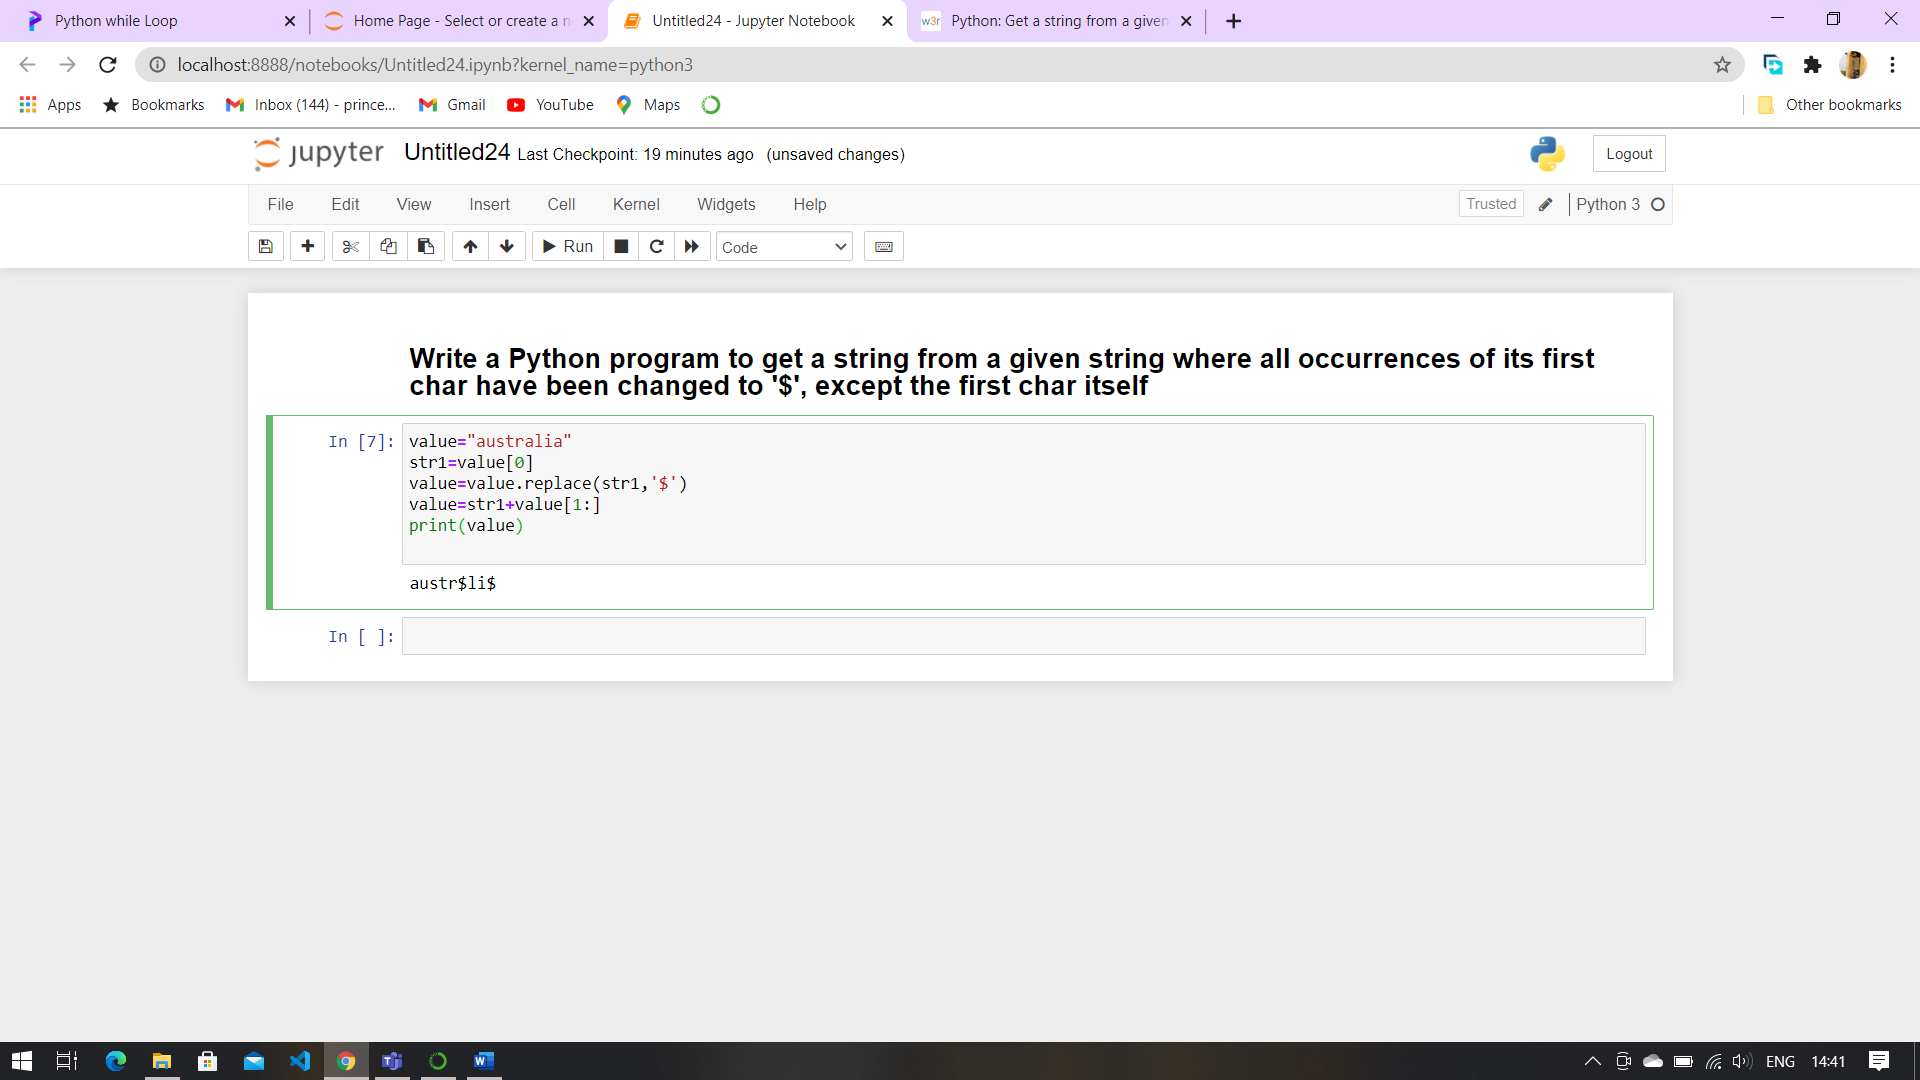 Python while Loop
Home Page - Select or create a n
Untitled24 - Jupyter Notebook
w3r Python: Get a string from a given
localhost:8888/notebooks/Untitled24.ipynb?kernel_name=python3
Apps
Bookmarks
Inbox (144) - prince...
Gmail
YouTube
Maps
Other bookmarks
jupyter
Untitled24 Last Checkpoint: 19 minutes ago (unsaved changes)
Logout
File Edit View Insert Cell Kernel Widgets Help
Trusted
Python 3
Run
Code
Write a Python program to get a string from a given string where all occurrences of its first
char have been changed to '$', except the first char itself
In [7]:
value="australia"
str1=value[0]
value=value.replace(str1,'$')
value=str1+value[1:]
print(value)
austr$li$
In [ ]:
ENG
14:41